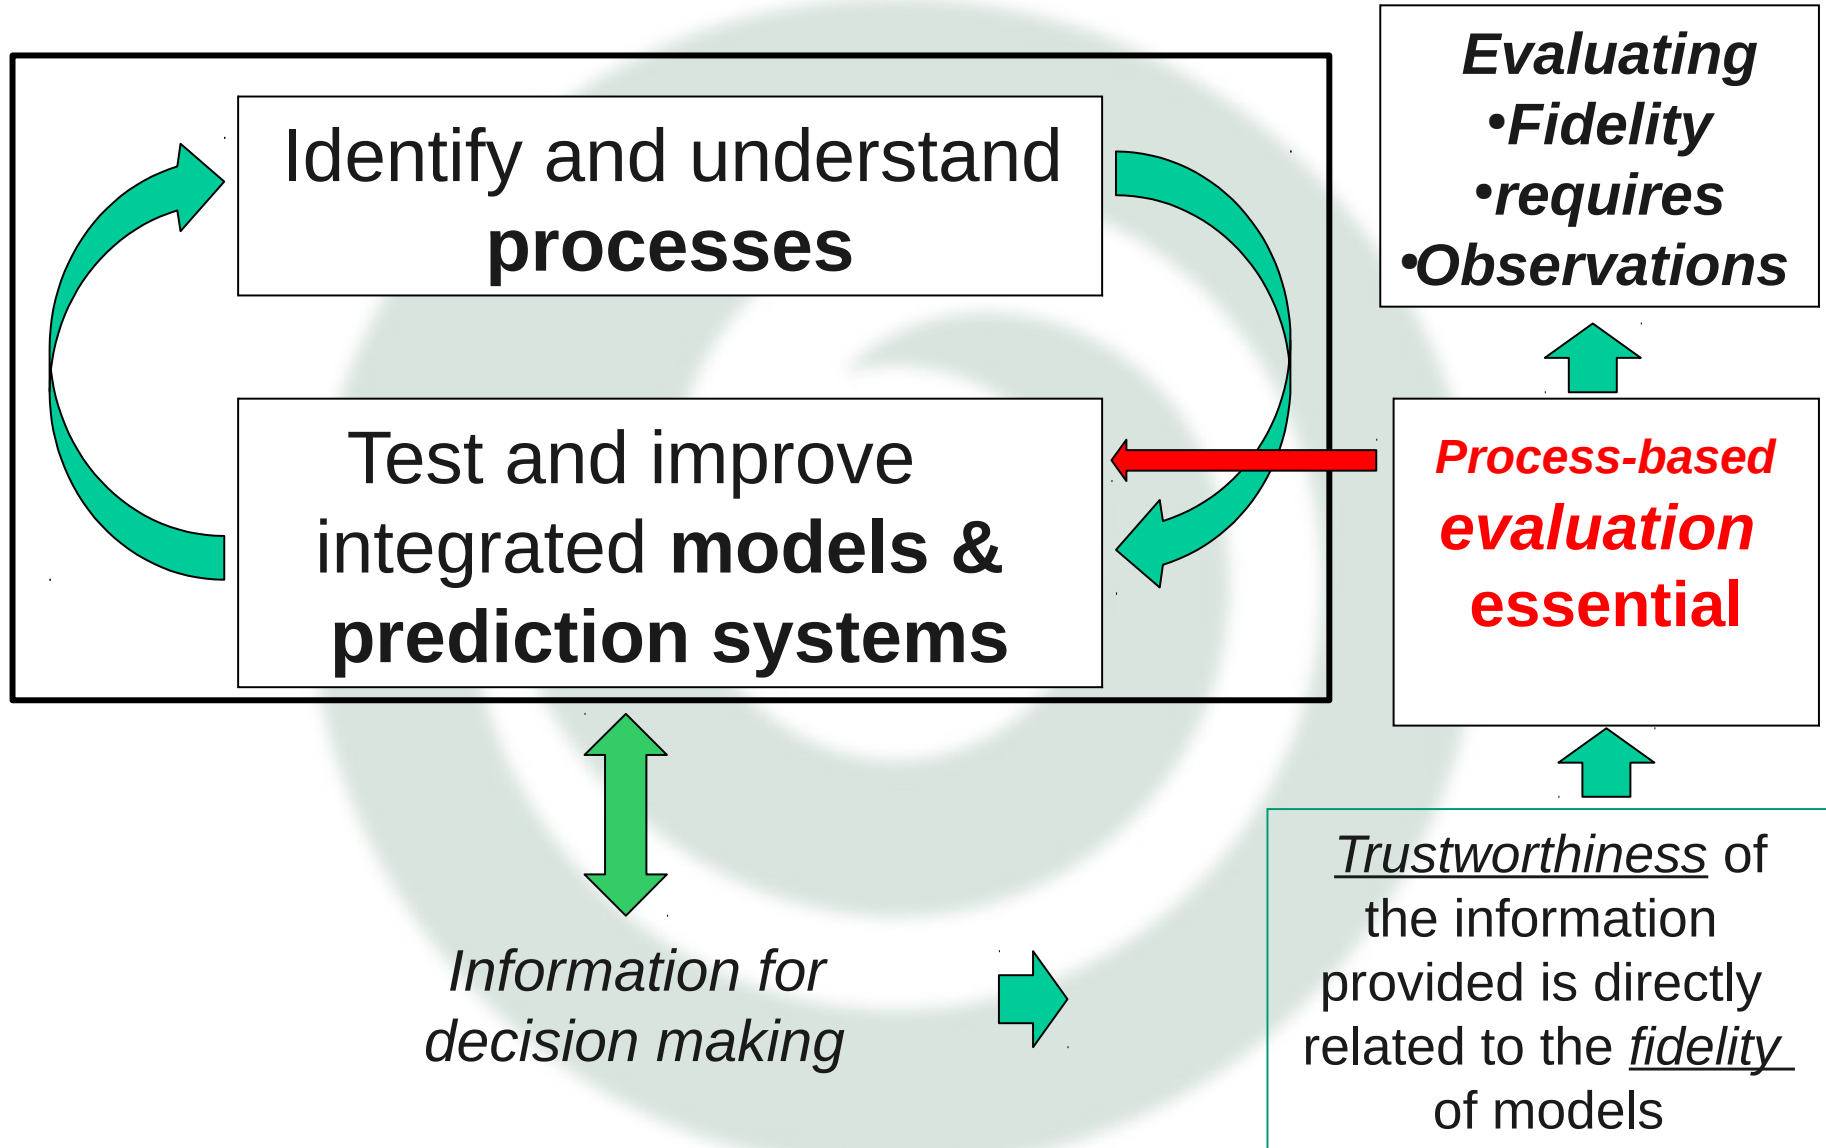 Identify and understand
processes
Test and improve
integrated models &
prediction systems
Information for
decision making
Evaluating
•Fidelity
•requires
•Observations
Process-based
evaluation
essential
Trustworthiness of
the information
provided is directly
related to the fidelity
of models